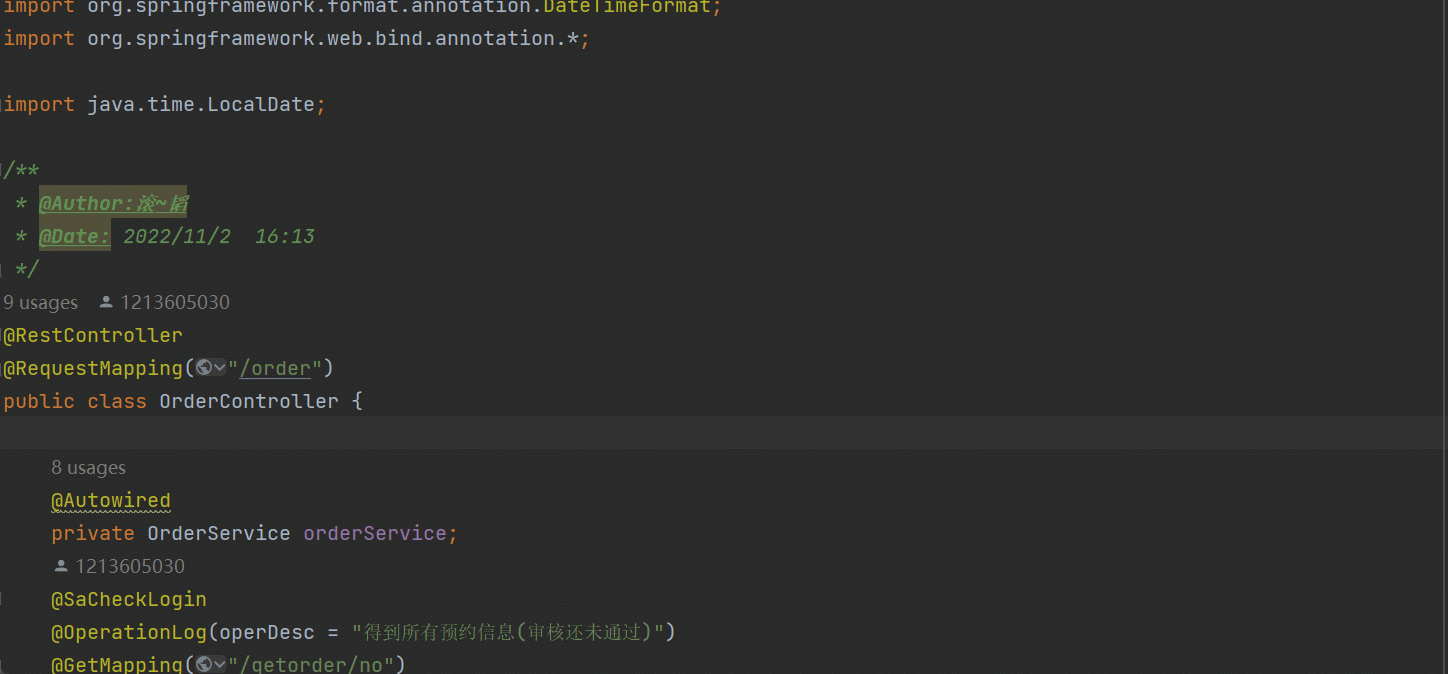 import org.springframework.format.annotation.DateTimeFormat;
import org.springframework.web.bind.annotation.*;
import java.time.LocalDate;
/**
* @Author:滚~韬
* @Date: 2022/11/2  16:13
*/
9 usages 1213605030
@RestController
@RequestMapping("/order")
public class OrderController {
8 usages
@Autowired
private OrderService orderService;
1213605030
@SaCheckLogin
@OperationLog(operDesc = "得到所有预约信息(审核还未通过)")
@GetMapping("/getorder/no")